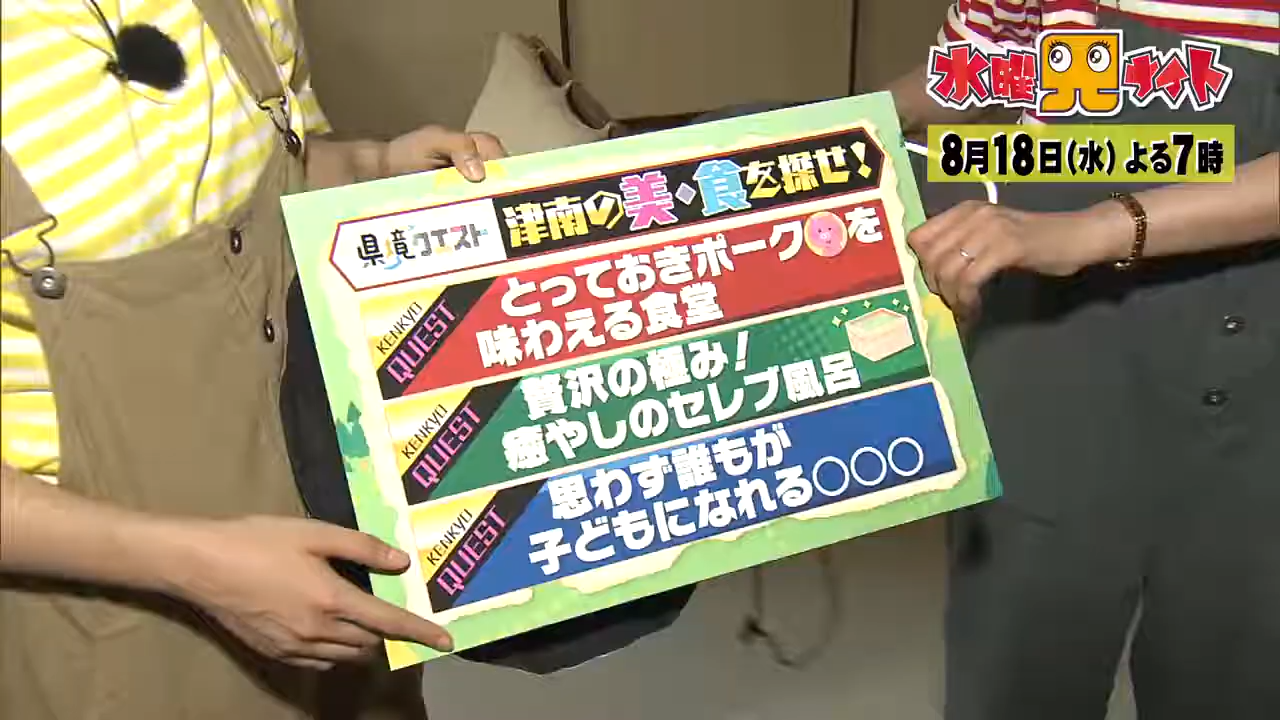 水曜見ナイト
8月18日(水) よる7時
県境クエスト
津南の美・食を探せ!
KENKYO
QUEST
とっておきポークを
味わえる食堂
KENKYO
QUEST
贅沢の極み!
癒やしのセレブ風呂
KENKYO
QUEST
思わず誰もが
子どもになれる○○○